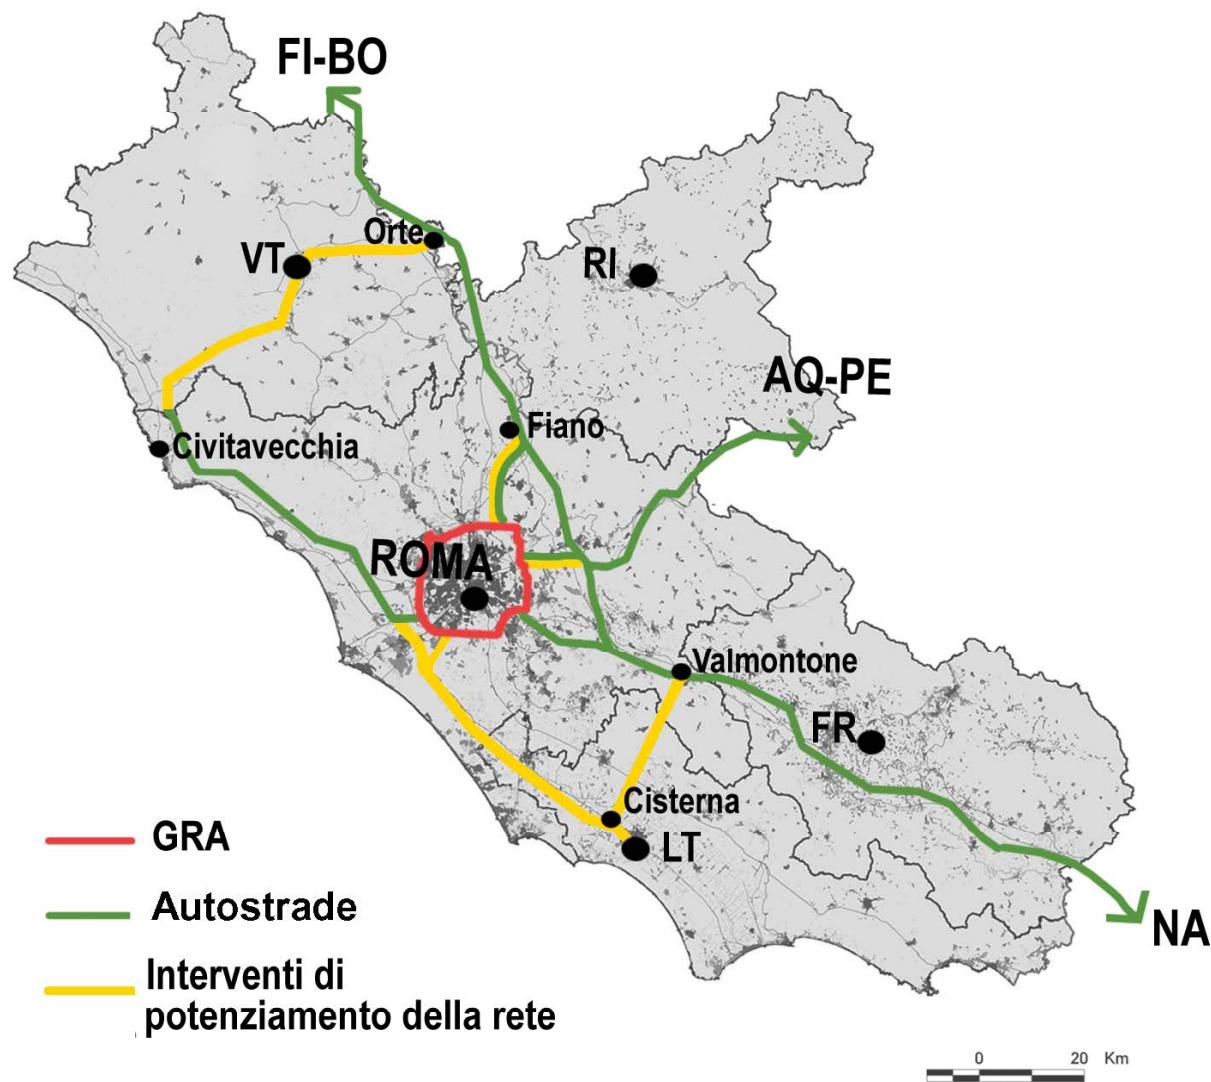 FI-BO
Orte
VT
RI
AQ-PE
Fiano
Civitavecchia
ROMA
Valmontone
FR
Cisterna
LT
GRA
Autostrade
NA
Interventi di
potenziamento della rete
0 20 Km